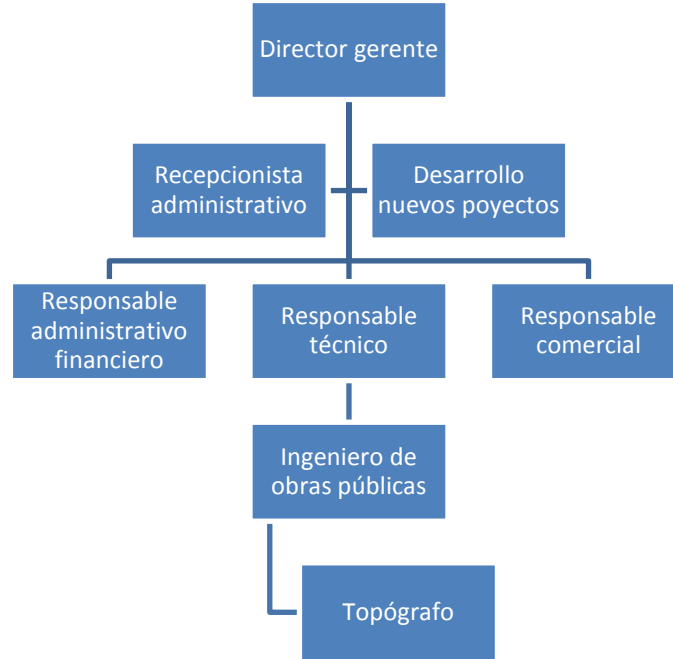 Director gerente
Recepcionista
administrativo
Desarrollo
nuevos poyectos
Responsable
administrativo
financiero
Responsable
técnico
Responsable
comercial
Ingeniero de
obras públicas
Topógrafo